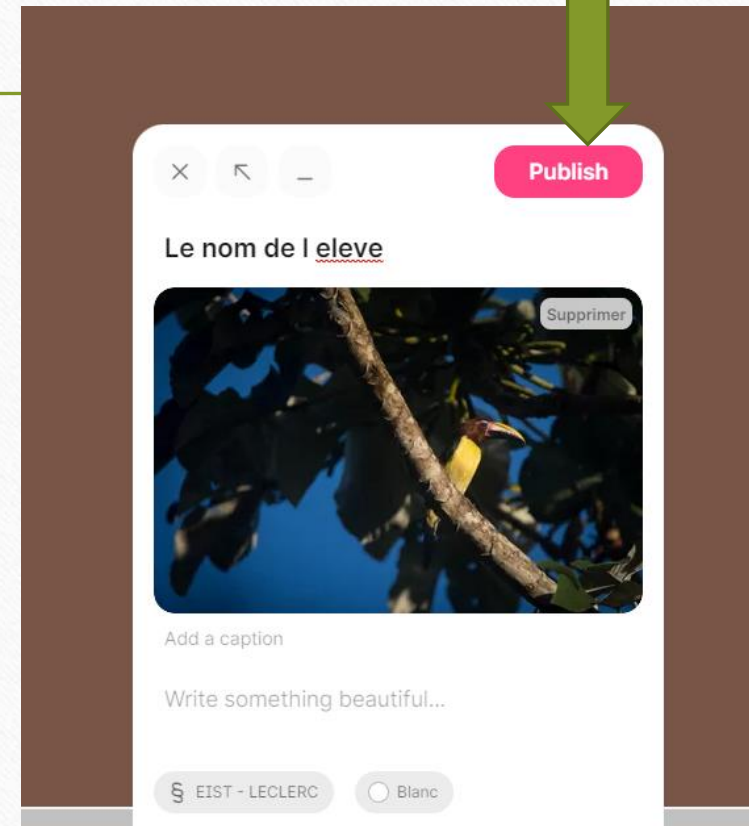 Publish
Le nom de l eleve
Supprimer
Add a caption
Write something beautiful...
§ EIST - LECLERC
Blanc